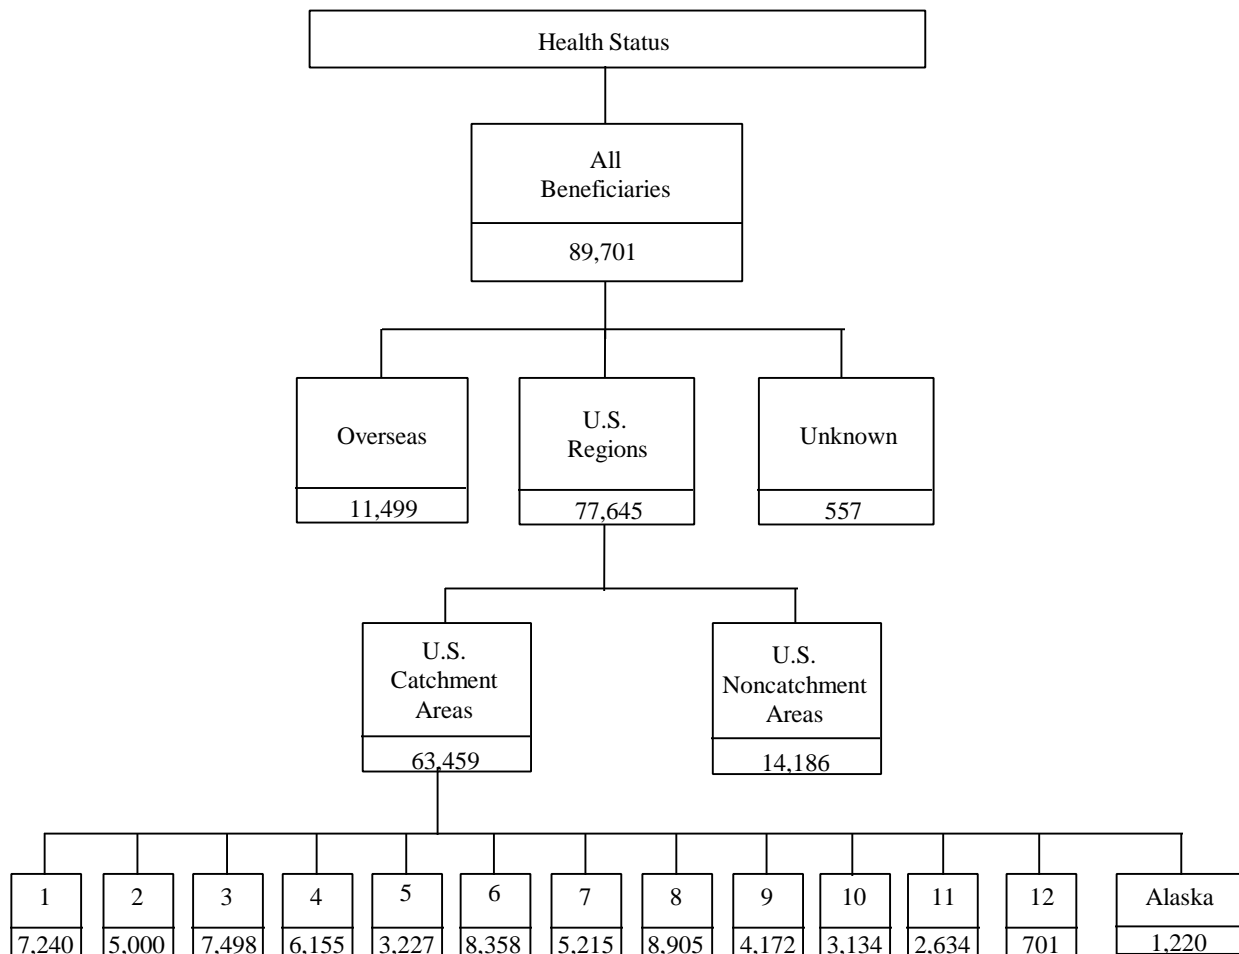 Health Status
All
Beneficiaries
89,701
Overseas
11,499
U.S.
Regions
77,645
Unknown
557
U.S.
Catchment
Areas
63,459
U.S.
Noncatchment
Areas
14,186
1 2 3 4 5 6 7 8 9 10 11 12 Alaska
7,240 5,000 7,498 6,155 3,227 8,358 5,215 8,905 4,172 3,134 2,634 701 1,220